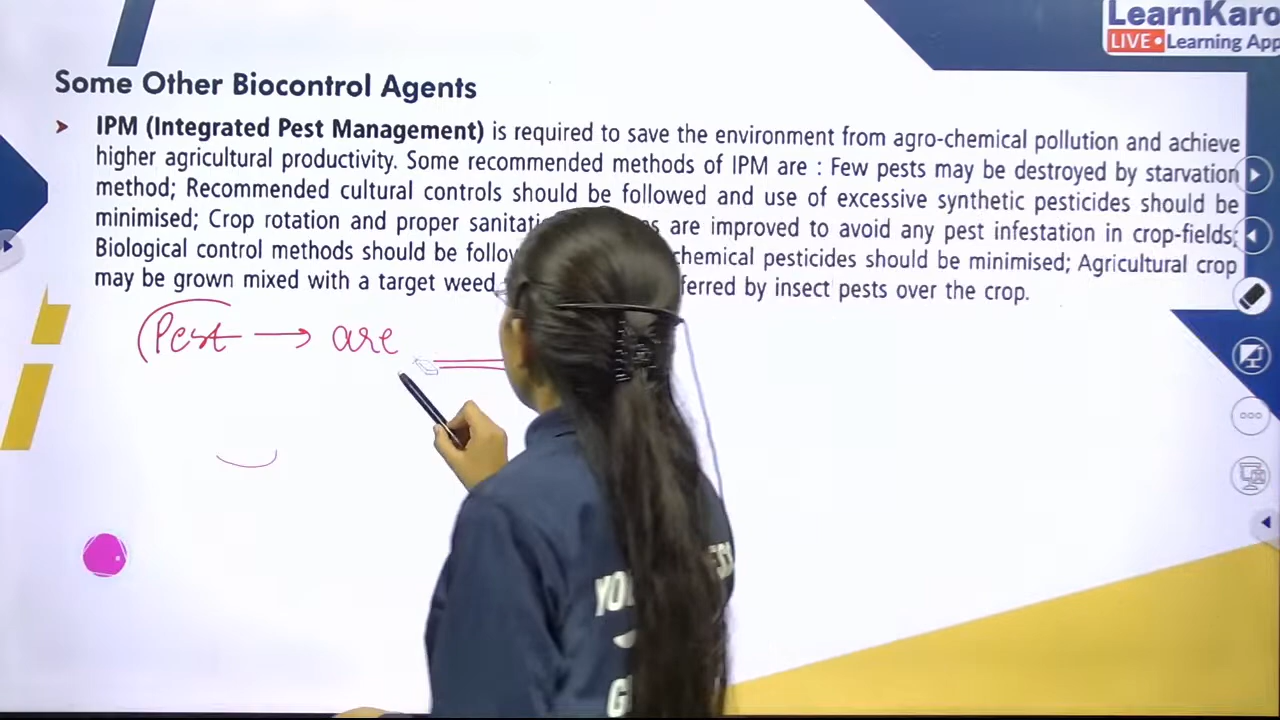 LearnKaro
LIVE• Learning App
Some Other Biocontrol Agents
➤ IPM (Integrated Pest Management) is required to save the environment from agro-chemical pollution and achieve
higher agricultural productivity. Some recommended methods of IPM are : Few pests may be destroyed by starvation
method; Recommended cultural controls should be followed and use of excessive synthetic pesticides should be
minimised; Crop rotation and proper are improved to avoid any pest infestation in crop-fields;
Biological control methods should be chemical pesticides should be minimised; Agricultural crop
may be grown mixed with a target weed by insect pests over the crop.
Pest → are